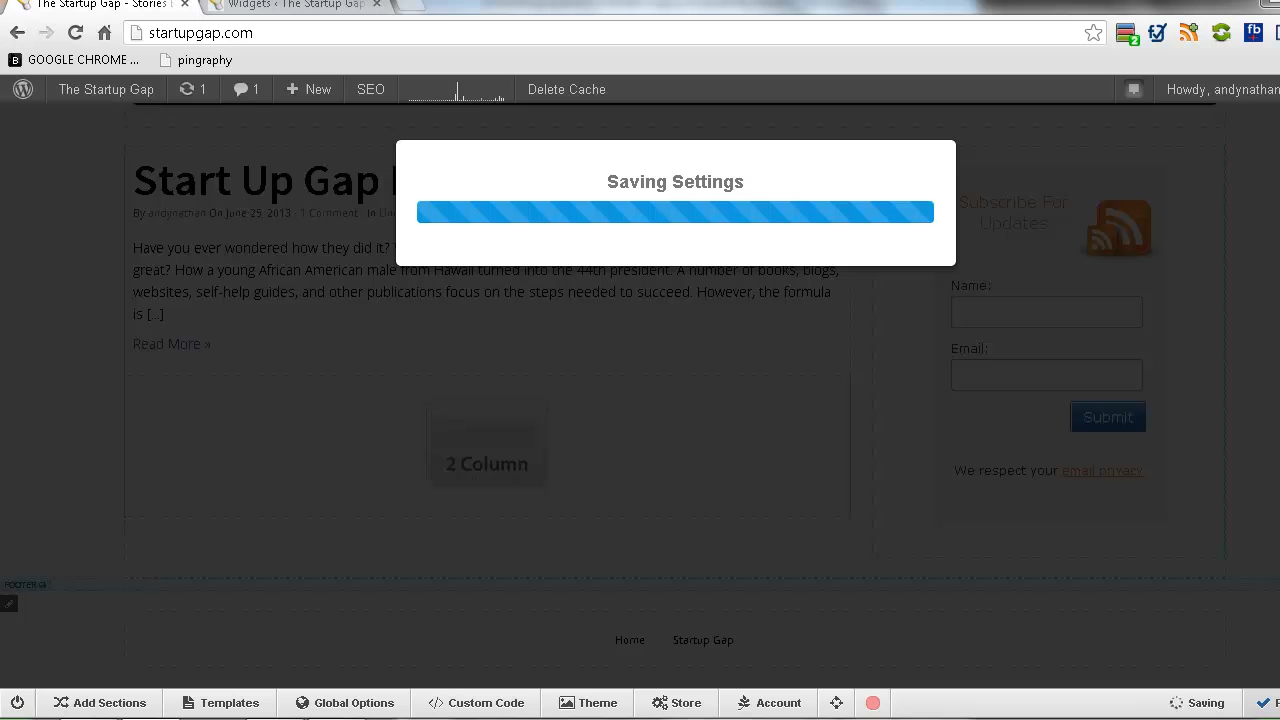 The Startup Gap - Stories
Widgets ‹ The Startup Gap
startupgap.com
2
fb
B GOOGLE CHROME ...
pingraphy
The Startup Gap
1
1
New
SEO
Delete Cache
Howdy, andynathan
Saving Settings
Start Up Gap
By andynathan On June 25, 2013 · 1 Comment · In
Have you ever wondered how they did it?
great? How a young African American male from Hawaii turned into the 44th president. A number of books, blogs,
websites, self-help guides, and other publications focus on the steps needed to succeed. However, the formula
is [...]
Read More »
2 Column
Subscribe For
Updates
Name:
Email:
Submit
We respect your email privacy
Home
Startup Gap
Add Sections
Templates
Global Options
Custom Code
Theme
Store
Account
Saving